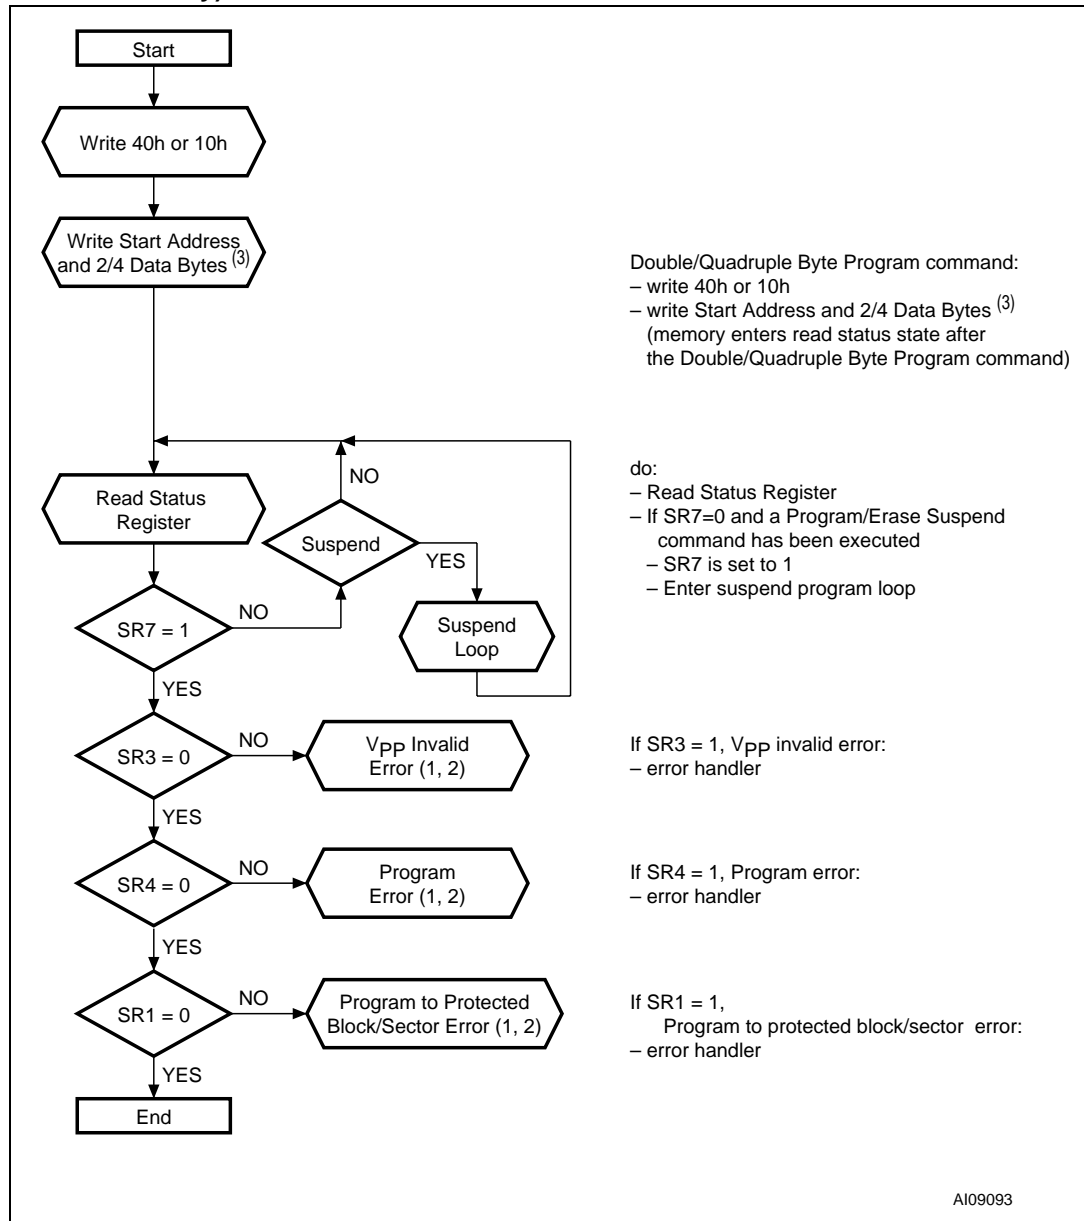 Start
Write 40h or 10h
Write Start Address
and 2/4 Data Bytes (3)
Double/Quadruple Byte Program command:
– write 40h or 10h
– write Start Address and 2/4 Data Bytes (3)
(memory enters read status state after
the Double/Quadruple Byte Program command)
NO
Read Status
Register
Suspend
YES
do:
– Read Status Register
– If SR7=0 and a Program/Erase Suspend
command has been executed
– SR7 is set to 1
– Enter suspend program loop
SR7 = 1
NO
Suspend
Loop
YES
SR3 = 0
NO
VPP Invalid
Error (1, 2)
If SR3 = 1, VPP invalid error:
– error handler
YES
SR4 = 0
NO
Program
Error (1, 2)
If SR4 = 1, Program error:
– error handler
YES
SR1 = 0
NO
Program to Protected
Block/Sector Error (1, 2)
If SR1 = 1,
Program to protected block/sector error:
– error handler
YES
End
AI09093